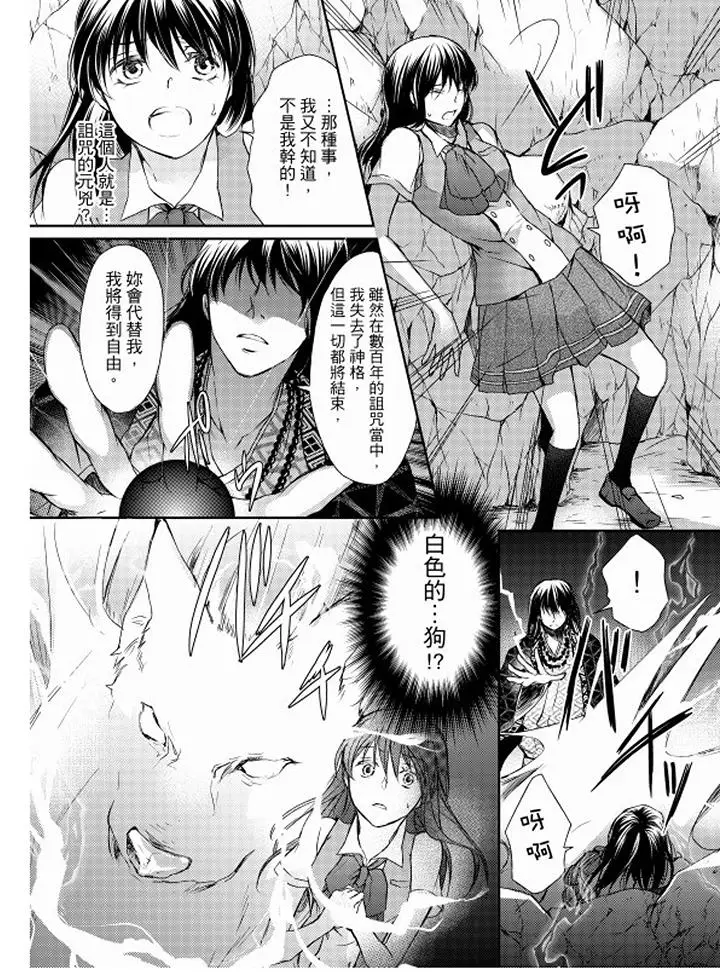 呀啊！
…那種事，
我又不知道，
不是我幹的！
這個人就是…
詛咒的元兇？
雖然在數百年的詛咒當中，
我失去了神格，
但這一切都將結束，
妳會代替我，
我將得到自由。
！
呀啊
白色的…狗!?